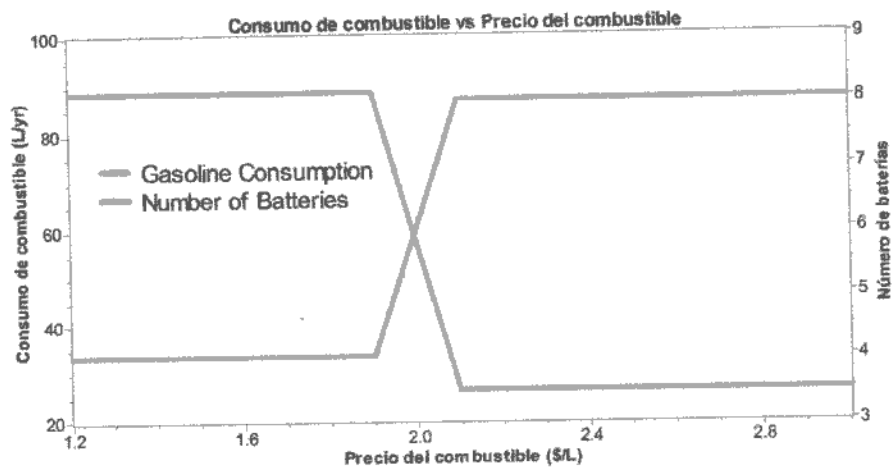 Consumo de combustible vs Precio del combustible
100
80
60
40
20
Consumo de combustible (L/yr)
Gasoline Consumption
Number of Batteries
9
8
7
6
5
4
3
Número de baterías
1.2
1.6
2.0
2.4
2.8
Precio del combustible ($/L)